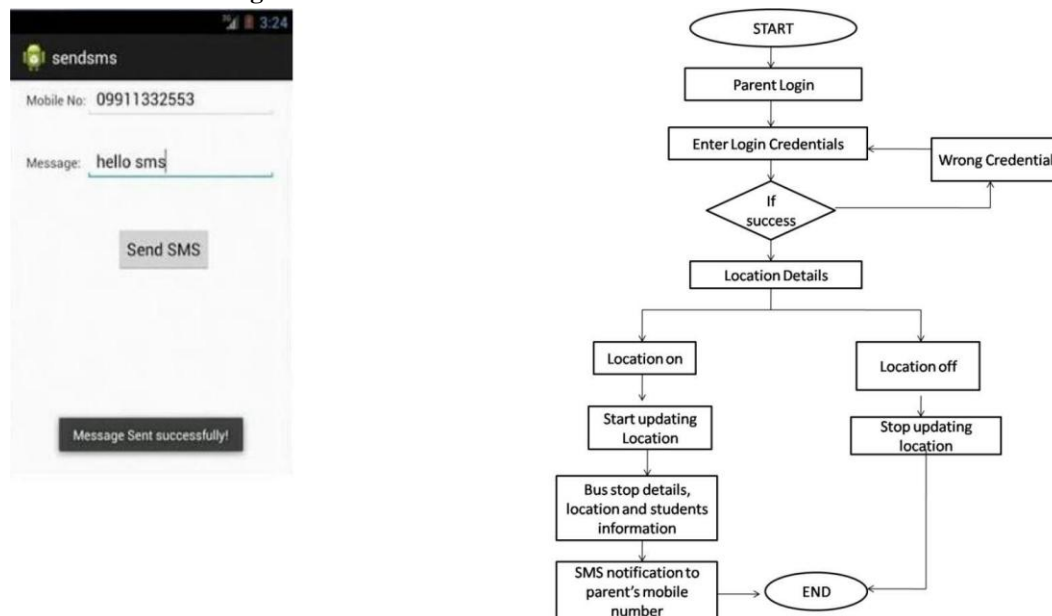 3G 3:24
sendsms
Mobile No: 09911332553
Message: hello sms
Send SMS
Message Sent successfully!
START
Parent Login
Enter Login Credentials
Wrong Credential
If
success
Location Details
Location on
Location off
Start updating
Location
Stop updating
location
Bus stop details,
location and students
information
SMS notification to
parent's mobile
number
END